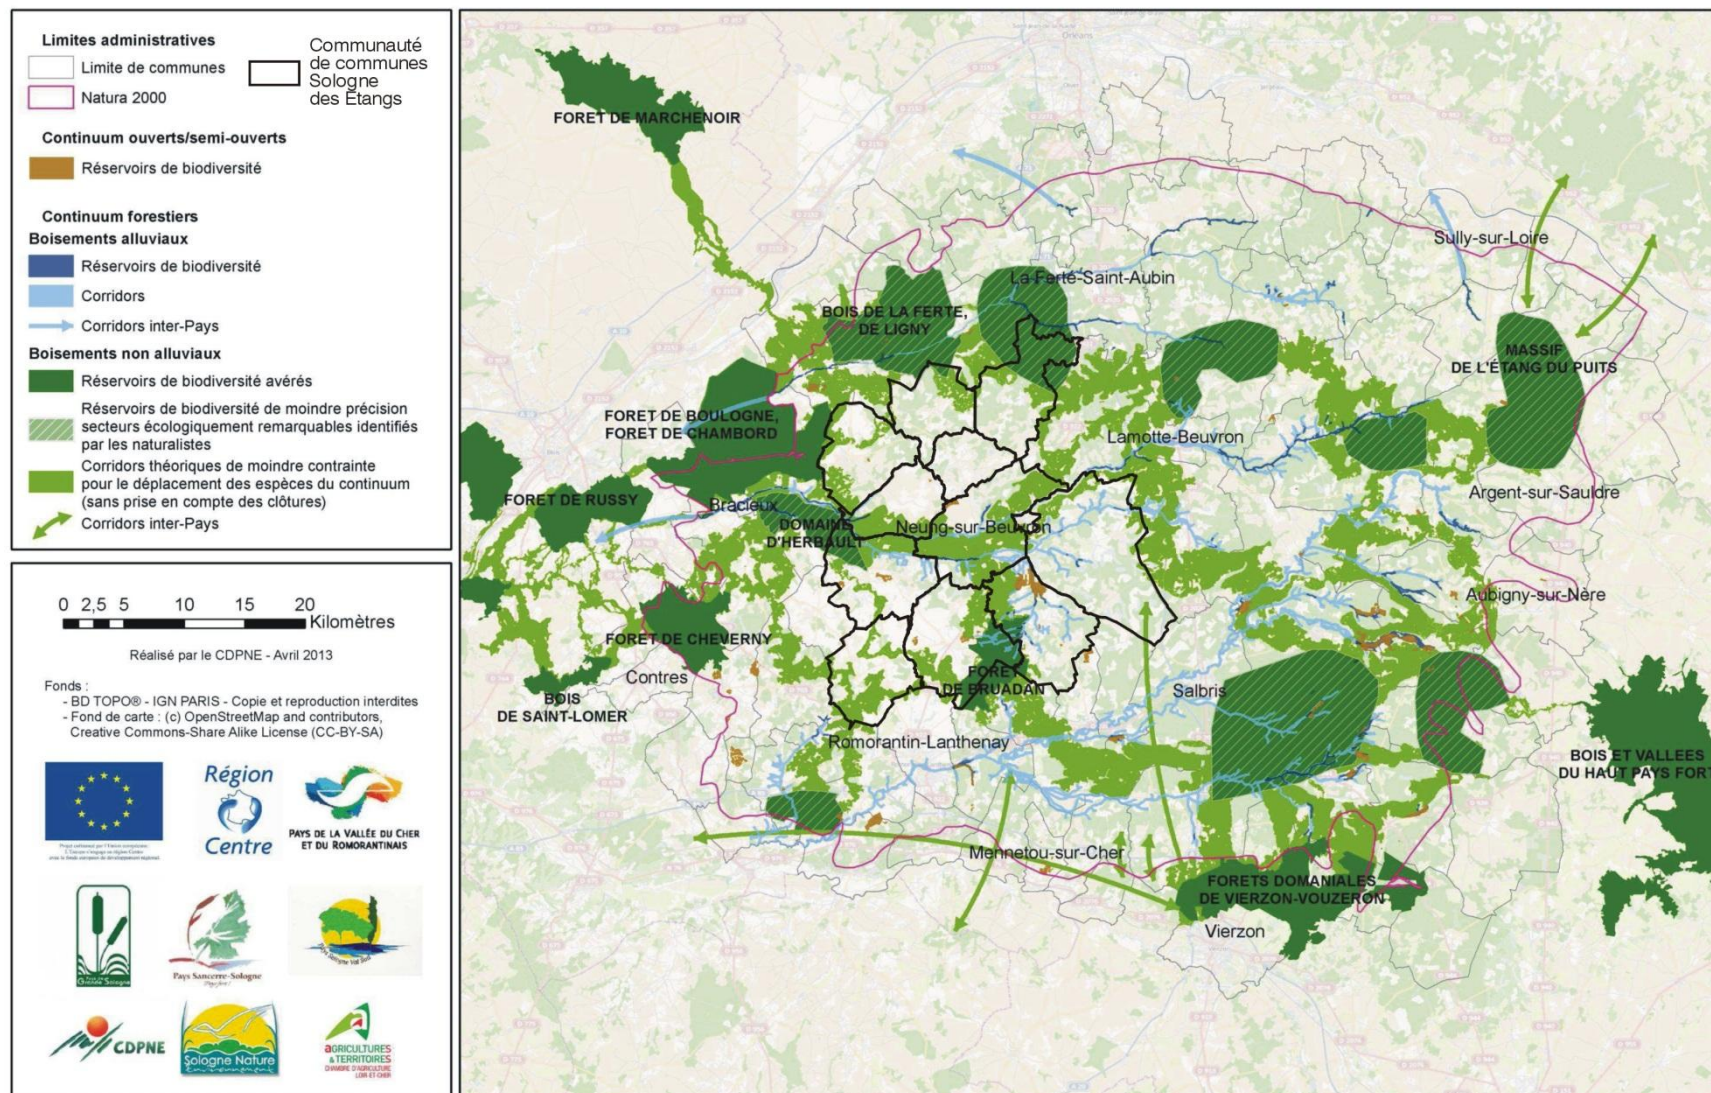 Limites administratives
Limite de communes
Natura 2000
Communauté
de communes
Sologne
des Etangs
Continuum ouverts/semi-ouverts
Réservoirs de biodiversité
Continuum forestiers
Boisements alluviaux
Réservoirs de biodiversité
Corridors
Corridors inter-Pays
Boisements non alluviaux
Réservoirs de biodiversité avérés
Réservoirs de biodiversité de moindre précision
secteurs écologiquement remarquables identifiés
par les naturalistes
Corridors théoriques de moindre contrainte
pour le déplacement des espèces du continuum
(sans prise en compte des clôtures)
Corridors inter-Pays
0 2,5 5 10 15 20
Kilomètres
Réalisé par le CDPNE - Avril 2013
Fonds :
- BD TOPO® - IGN PARIS - Copie et reproduction interdites
- Fond de carte : (c) OpenStreetMap and contributors,
Creative Commons-Share Alike License (CC-BY-SA)
Région
Centre
PAYS DE LA VALLÉE DU CHER
ET DU ROMORANTINAIS
Grande Sologne
Pays Sancerre-Sologne
CDPNE
Sologne Nature
environnement
AGRICULTURES
& TERRITOIRES
CHAMBRE D'AGRICULTURE
LOIR-ET-CHER
Orléans
FORET DE MARCHENOIR
Sully-sur-Loire
La Ferté-Saint-Aubin
BOIS DE LA FERTE,
DE LIGNY
MASSIF
DE L'ÉTANG DU PUITS
FORET DE BOULOGNE,
FORET DE CHAMBORD
Lamotte-Beuvron
FORET DE RUSSY
Bracieux
Argent-sur-Sauldre
DOMAINE
D'HERBAULT
Neung-sur-Beuvron
Aubigny-sur-Nère
FORET DE CHEVERNY
Contres
BOIS
DE SAINT-LOMER
FORET
DE BRUADAN
Salbris
Romorantin-Lanthenay
BOIS ET VALLEES
DU HAUT PAYS FORT
Mennetou-sur-Cher
FORETS DOMANIALES
DE VIERZON-VOUZERON
Vierzon